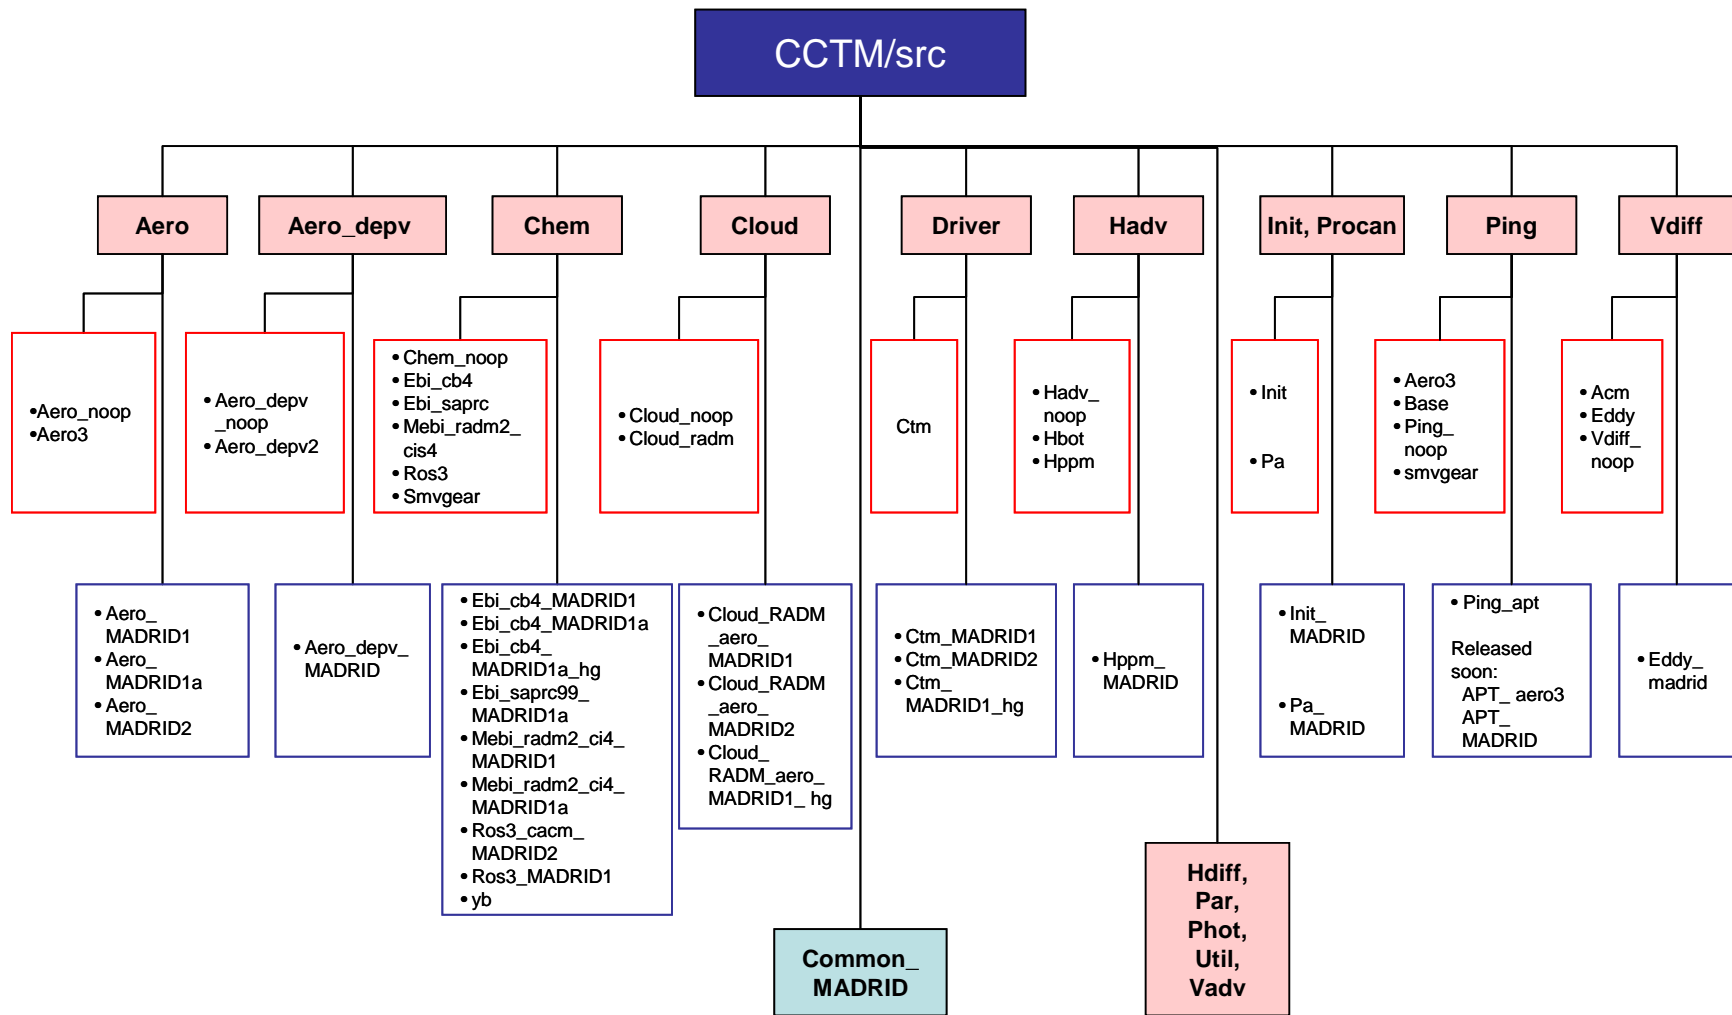 CCTM/src
Aero
Aero_depv
Chem
Cloud
Driver
Hadv
Init, Procan
Ping
Vdiff
•Aero_noop
•Aero3
• Aero_depv
_noop
• Aero_depv2
• Chem_noop
• Ebi_cb4
• Ebi_saprc
• Mebi_radm2_
cis4
• Ros3
• Smvgear
• Cloud_noop
• Cloud_radm
Ctm
• Hadv_
noop
• Hbot
• Hppm
• Init
• Pa
• Aero3
• Base
• Ping_
noop
• smvgear
• Acm
• Eddy
• Vdiff_
noop
• Aero_
MADRID1
• Aero_
MADRID1a
• Aero_
MADRID2
• Aero_depv_
MADRID
• Ebi_cb4_MADRID1
• Ebi_cb4_MADRID1a
• Ebi_cb4_
MADRID1a_hg
• Ebi_saprc99_
MADRID1a
• Mebi_radm2_ci4_
MADRID1
• Mebi_radm2_ci4_
MADRID1a
• Ros3_cacm_
MADRID2
• Ros3_MADRID1
• yb
• Cloud_RADM
_aero_
MADRID1
• Cloud_RADM
_aero_
MADRID2
• Cloud_
RADM_aero_
MADRID1_ hg
• Ctm_MADRID1
• Ctm_MADRID2
• Ctm_
MADRID1_hg
• Hppm_
MADRID
• Init_
MADRID
• Pa_
MADRID
• Ping_apt
Released
soon:
APT_ aero3
APT_
MADRID
• Eddy_
madrid
Common_
MADRID
Hdiff,
Par,
Phot,
Util,
Vadv